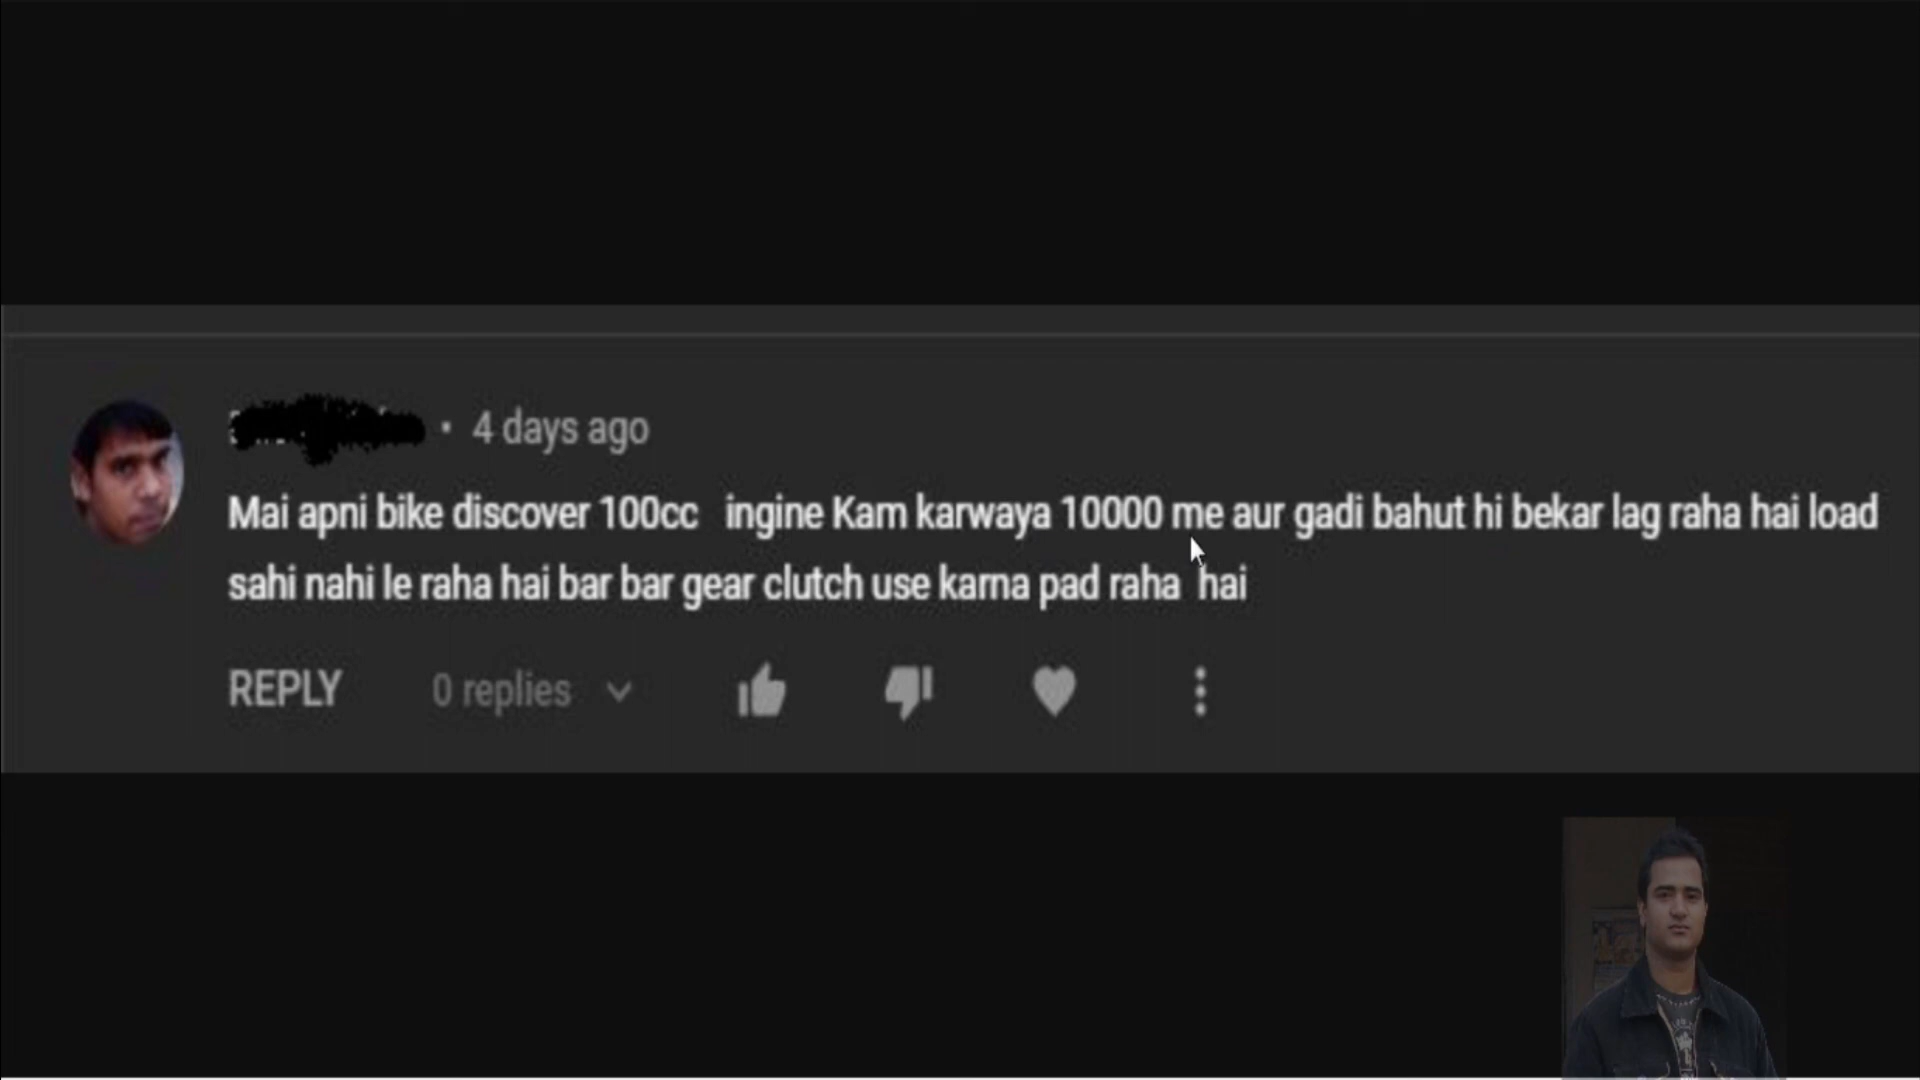 • 4 days ago
Mai apni bike discover 100cc ingine Kam karwaya 10000 me aur gadi bahut hi bekar lag raha hai load
sahi nahi le raha hai bar bar gear clutch use karna pad raha hai
REPLY 0 replies